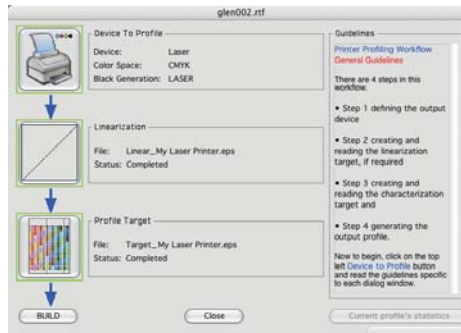 glen002.rtf
Device To Profile
Device: Laser
Color Space: CMYK
Black Generation: LASER
Linearization
File: Linear_My Laser Printer.eps
Status: Completed
Profile Target
File: Target_My Laser Printer.eps
Status: Completed
BUILD
Close
Guidelines
Printer Profiling Workflow
General Guidelines
There are 4 steps in this
workflow.
• Step 1 defining the output
device
• Step 2 creating and
reading the linearization
target, if required
• Step 3 creating and
reading the characterization
target and
• Step 4 generating the
output profile.
Now to begin, click on the top
left Device to Profile button
and read the guidelines specific
to each dialog window.
Current profile's statistics